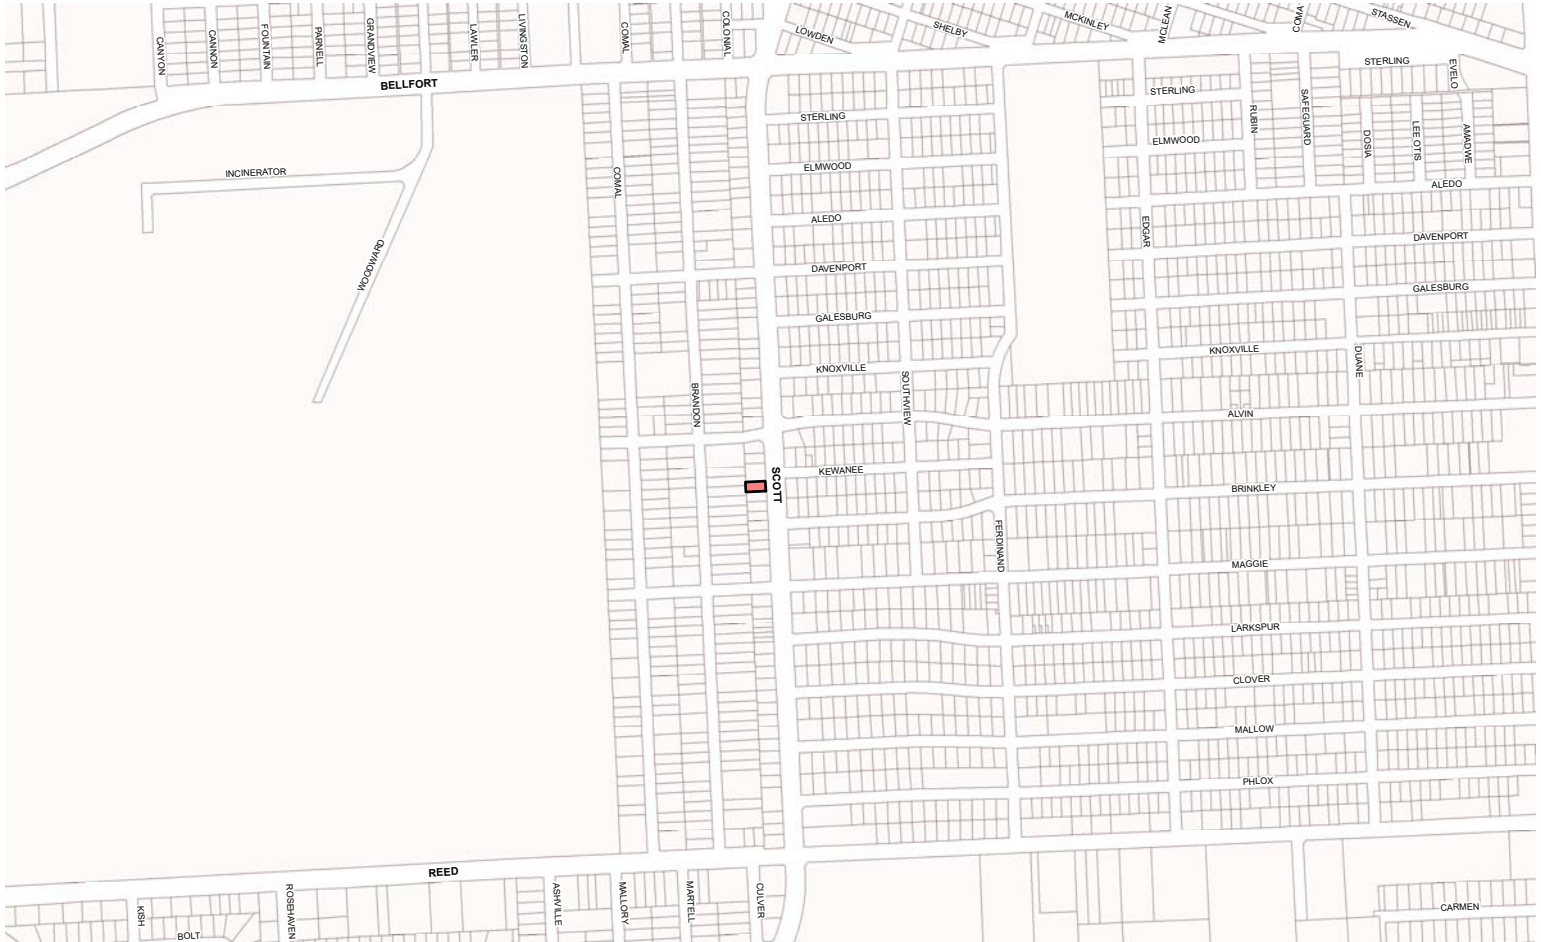 CANYON
CANNON
FOUNTAIN
PARNELL
GRANDVIEW
LAWLER
LIVINGSTON
COMAL
COLONIAL
LOWDEN
SHELBY
MCKINLEY
MCLEAN
COMA
STASSEN
BELLFORT
STERLING
EVELO
STERLING
STERLING
RUBIN
SAFEGUARD
DOSIA
LEE OTIS
AMADWE
ELMWOOD
ELMWOOD
INCINERATOR
COMAL
ALEDO
ALEDO
EDGAR
DAVENPORT
WOODWARD
DAVENPORT
GALESBURG
GALESBURG
KNOXVILLE
DUANE
KNOXVILLE
SOUTHVIEW
BRANDON
ALVIN
KEWANEE
SCOTT
BRINKLEY
FERDINAND
MAGGIE
LARKSPUR
CLOVER
MALLOW
PHLOX
REED
KISH
BOLT
ROSEHAVEN
ASHVILLE
MALLORY
MARTELL
CULVER
CARMEN